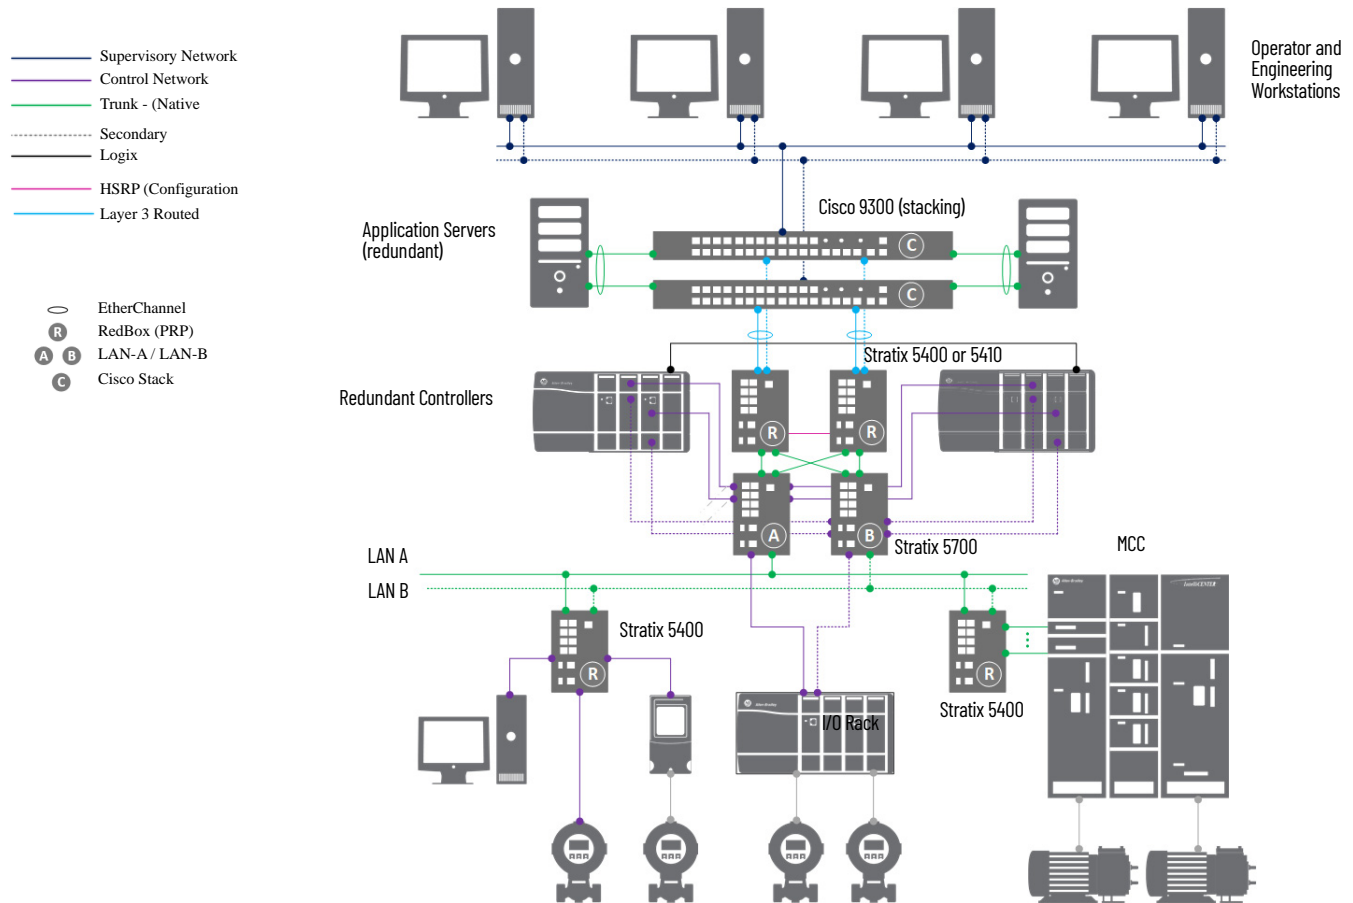 Supervisory Network
Control Network
Trunk - (Native
Secondary
Logix
HSRP (Configuration
Layer 3 Routed
EtherChannel
R RedBox (PRP)
A B LAN-A / LAN-B
C Cisco Stack
Operator and
Engineering
Workstations
Application Servers
(redundant)
Cisco 9300 (stacking)
C
C
Stratix 5400 or 5410
Redundant Controllers
R
R
A
B
Stratix 5700
MCC
LAN A
LAN B
Stratix 5400
R
R
Stratix 5400
I/O Rack